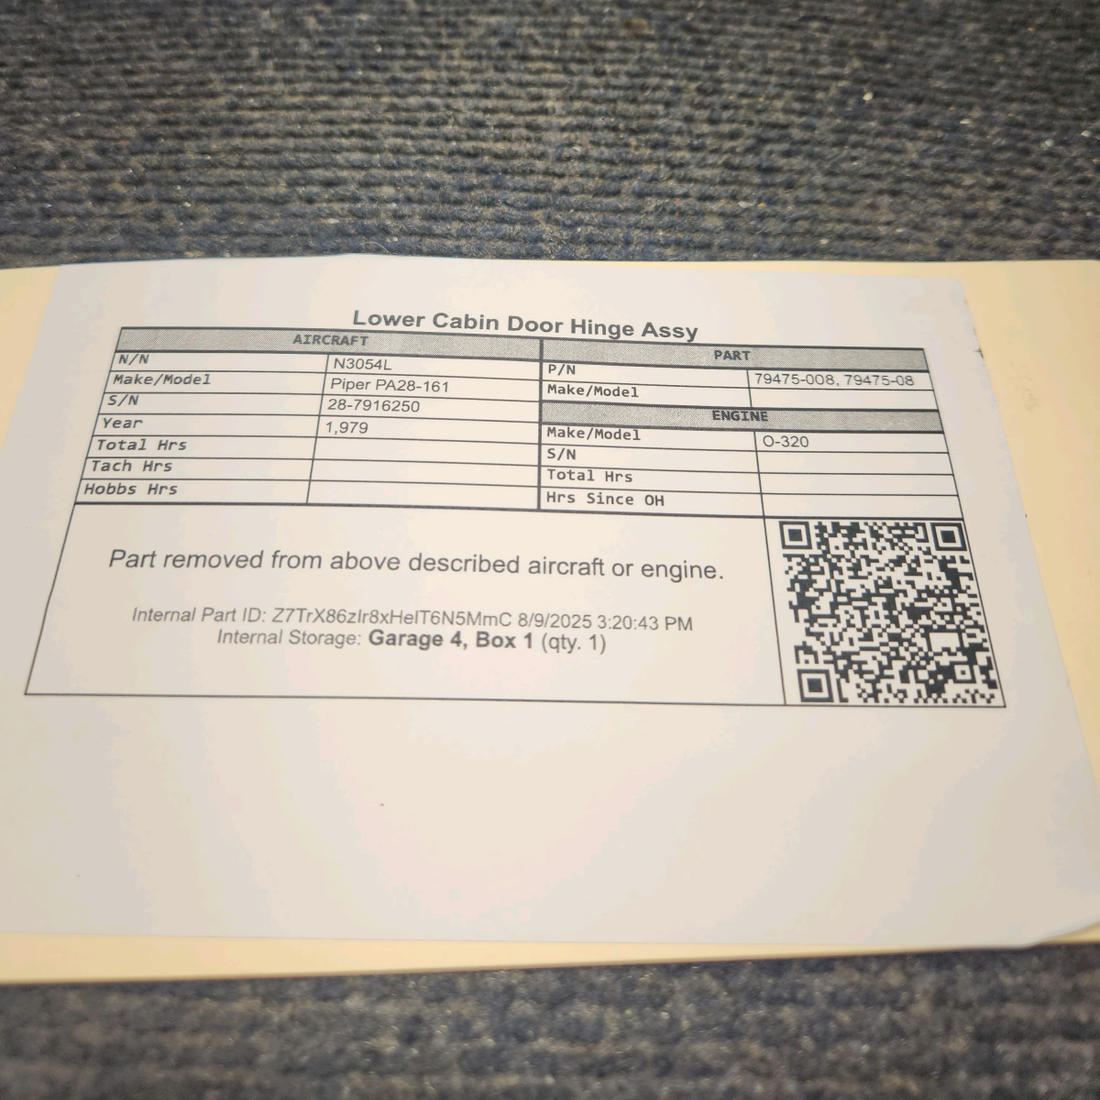 Lower Cabin Door Hinge Assy
AIRCRAFT
N/N N3054L
Make/Model Piper PA28-161
S/N 28-7916250
Year 1,979
Total Hrs
Tach Hrs
Hobbs Hrs
PART
P/N 79475-008, 79475-08
Make/Model
ENGINE
Make/Model O-320
S/N
Total Hrs
Hrs Since OH
Part removed from above described aircraft or engine.
Internal Part ID: 8/9/2025 3:20:43 PM
Internal Storage: Garage 4, Box 1 (qty. 1)